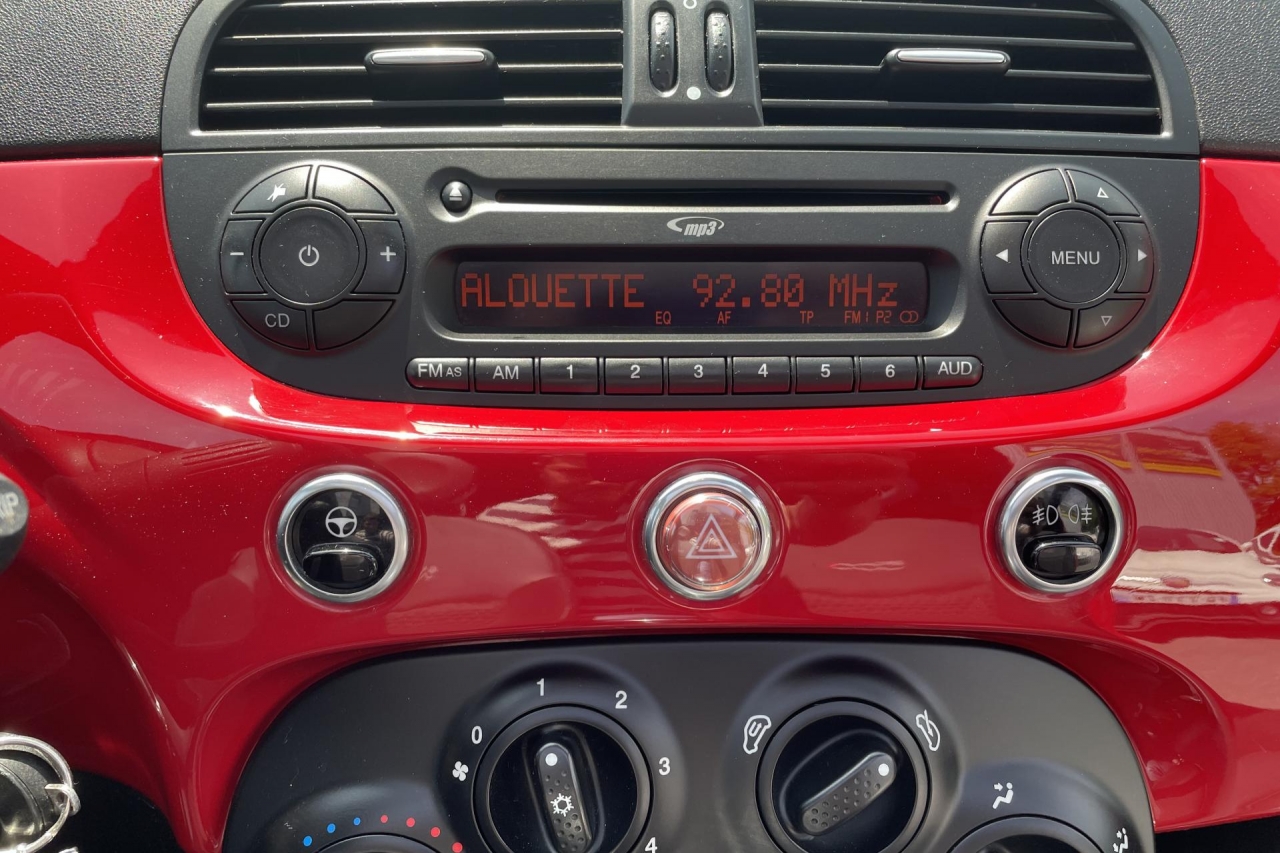 mp3
ALOUETTE 92.80 MHz
EQ AF TP FM1 P2
CD
MENU
FM AS AM 1 2 3 4 5 6 AUD
1 2
0
3
4